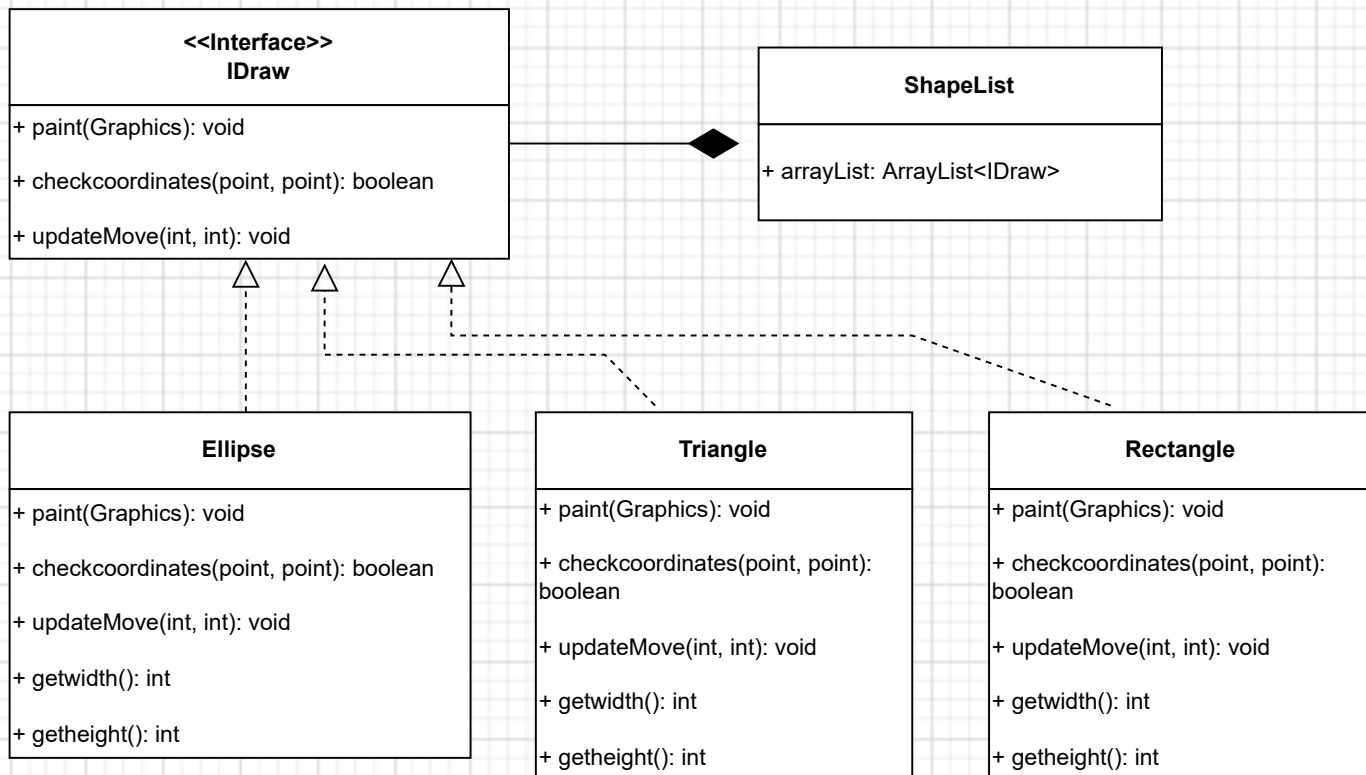 <<Interface>>
IDraw
+ paint(Graphics): void
+ checkcoordinates(point, point): boolean
+ updateMove(int, int): void
ShapeList
+ arrayList: ArrayList<IDraw>
Ellipse
+ paint(Graphics): void
+ checkcoordinates(point, point): boolean
+ updateMove(int, int): void
+ getwidth(): int
+ getheight(): int
Triangle
+ paint(Graphics): void
+ checkcoordinates(point, point):
boolean
+ updateMove(int, int): void
+ getwidth(): int
+ getheight(): int
Rectangle
+ paint(Graphics): void
+ checkcoordinates(point, point):
boolean
+ updateMove(int, int): void
+ getwidth(): int
+ getheight(): int